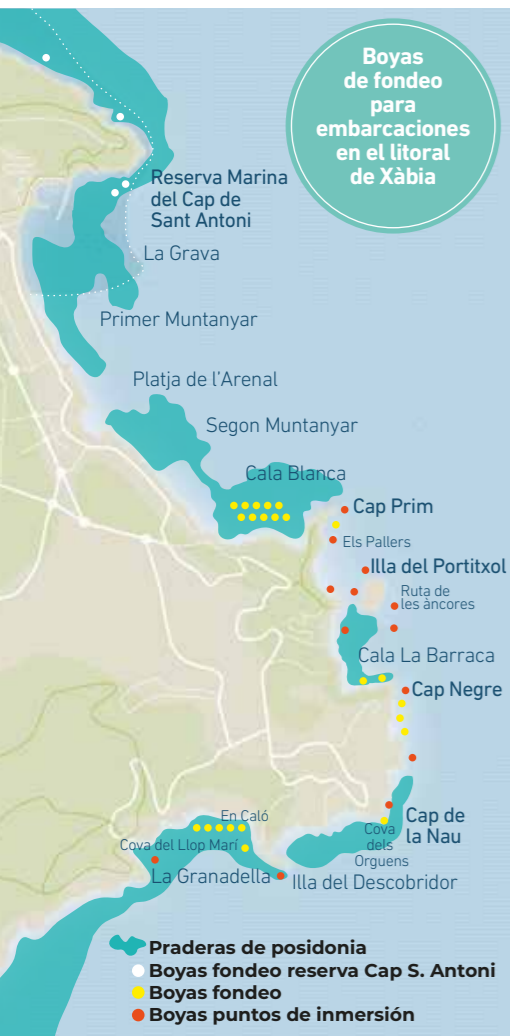 Boyas
de fondeo
para
embarcaciones
en el litoral
de Xàbia
Reserva Marina
del Cap de
Sant Antoni
La Grava
Primer Muntanyar
Platja de l'Arenal
Segon Muntanyar
Cala Blanca
Cap Prim
Els Pallers
Illa del Portitxol
Ruta de
les àncores
Cala La Barraca
Cap Negre
Cap de
la Nau
Cova
dels
Orguens
En Caló
Cova del Llop Marí
La Granadella
Illa del Descobridor
Praderas de posidonia
Boyas fondeo reserva Cap S. Antoni
Boyas fondeo
Boyas puntos de inmersión